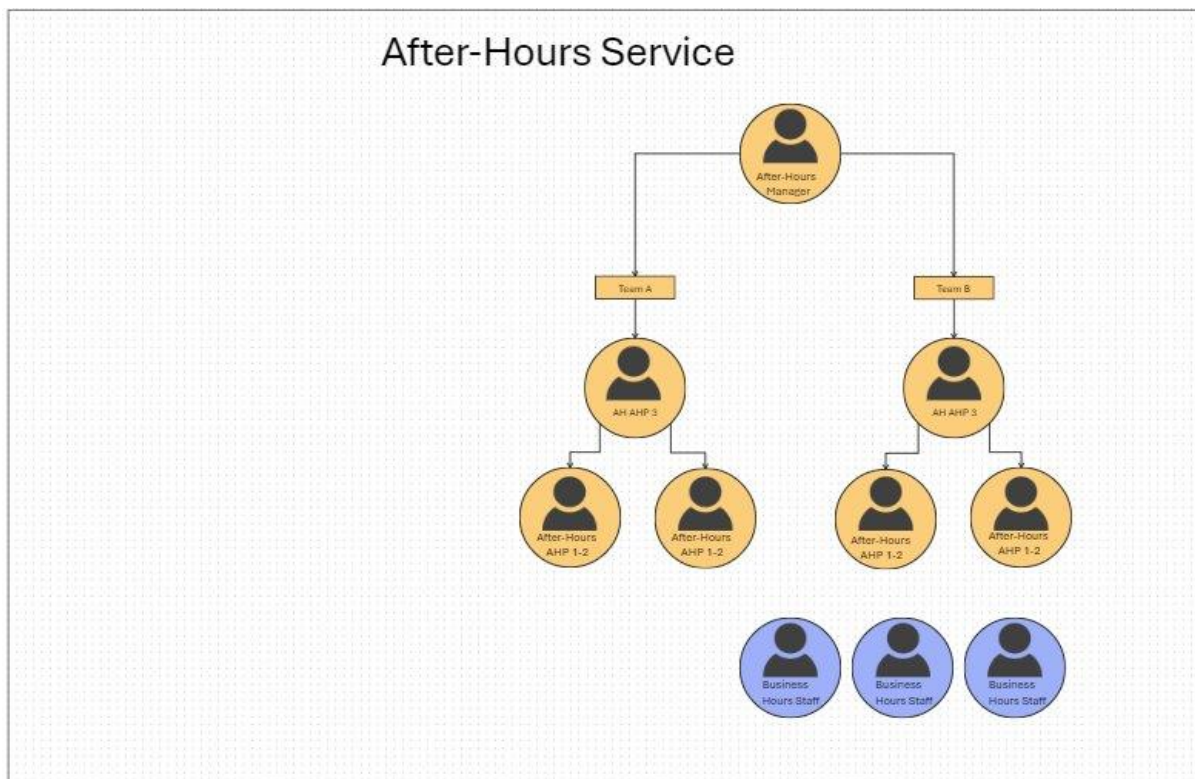 After-Hours Service
After-Hours
Manager
Team A
Team B
AH AHP 3
AH AHP 3
After-Hours
AHP 1-2
After-Hours
AHP 1-2
After-Hours
AHP 1-2
After-Hours
AHP 1-2
Business
Hours Staff
Business
Hours Staff
Business
Hours Staff